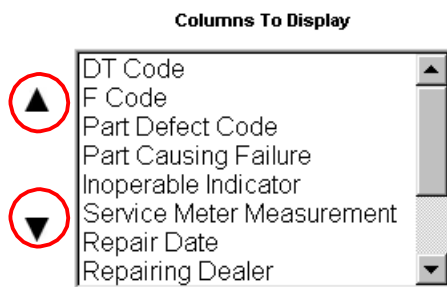 Columns To Display
DT Code
F Code
Part Defect Code
Part Causing Failure
Inoperable Indicator
Service Meter Measurement
Repair Date
Repairing Dealer